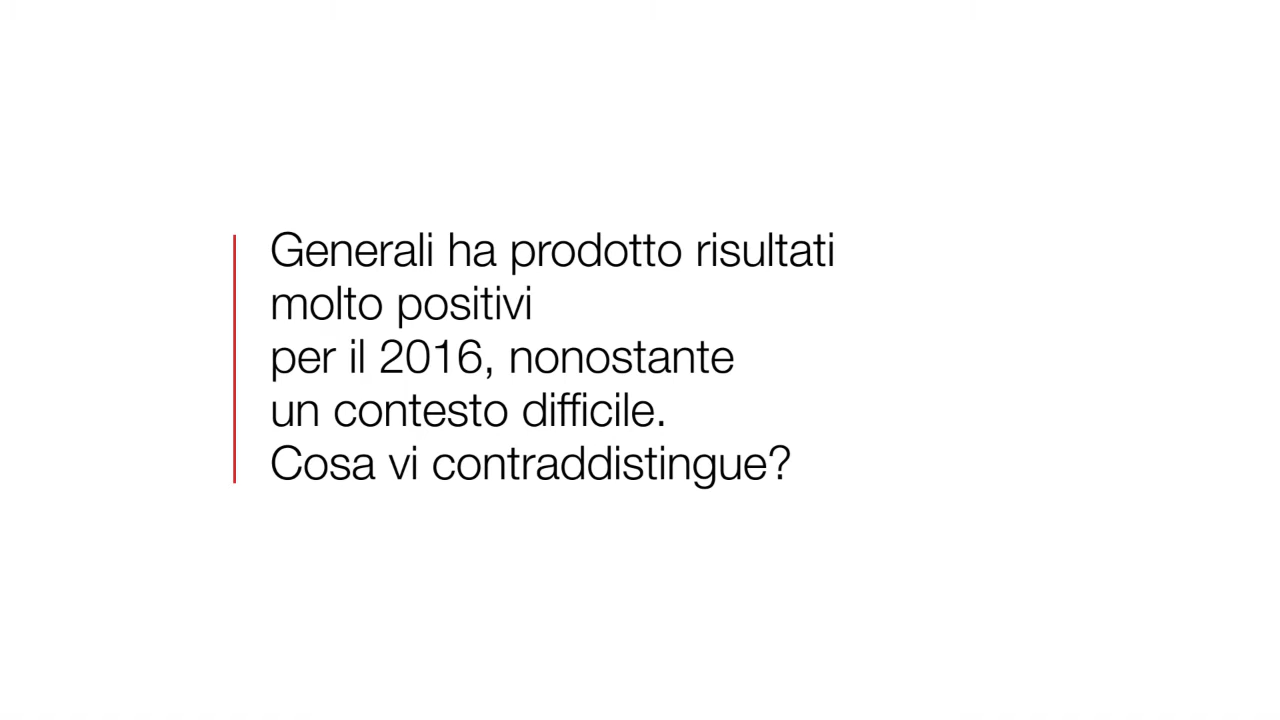 Generali ha prodotto risultati
molto positivi
per il 2016, nonostante
un contesto difficile.
Cosa vi contraddistingue?